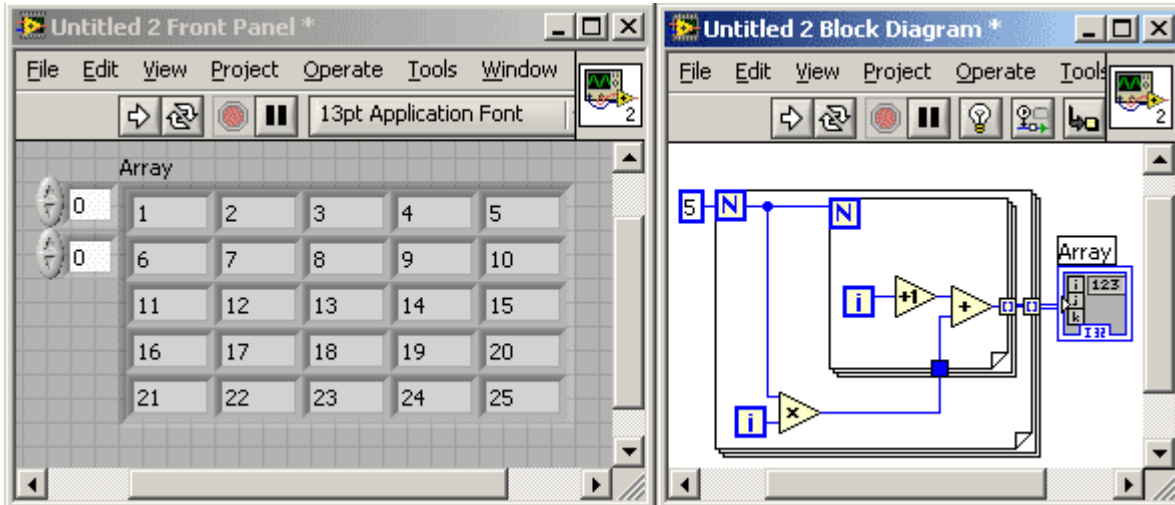 Untitled 2 Front Panel *
File Edit View Project Operate Tools Window
13pt Application Font
2
Array
0 1 2 3 4 5
0 6 7 8 9 10
11 12 13 14 15
16 17 18 19 20
21 22 23 24 25
Untitled 2 Block Diagram *
File Edit View Project Operate Tools
2
5 N N
Array
i 123
j
k
I32
i +1 +
i x